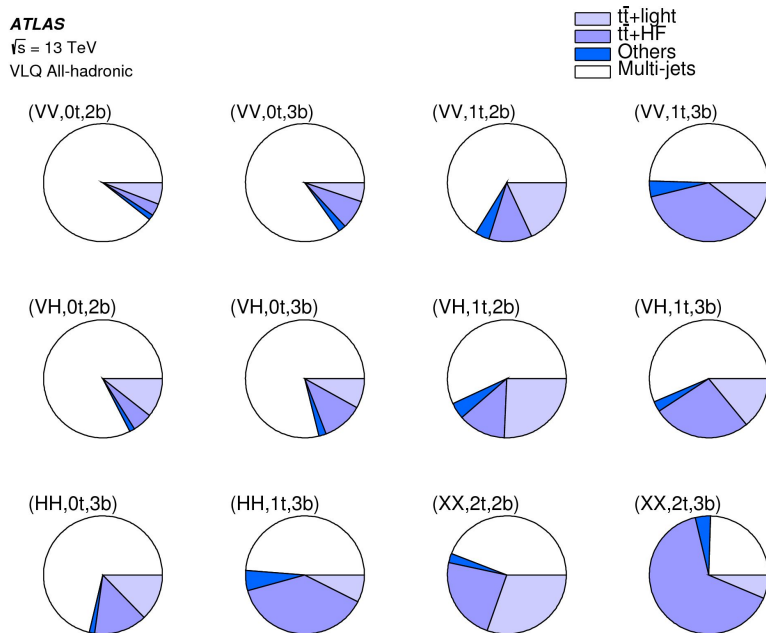 ATLAS
√s = 13 TeV
VLQ All-hadronic
tt̄+light
tt̄+HF
Others
Multi-jets
(VV,0t,2b)
(VV,0t,3b)
(VV,1t,2b)
(VV,1t,3b)
(VH,0t,2b)
(VH,0t,3b)
(VH,1t,2b)
(VH,1t,3b)
(HH,0t,3b)
(HH,1t,3b)
(XX,2t,2b)
(XX,2t,3b)